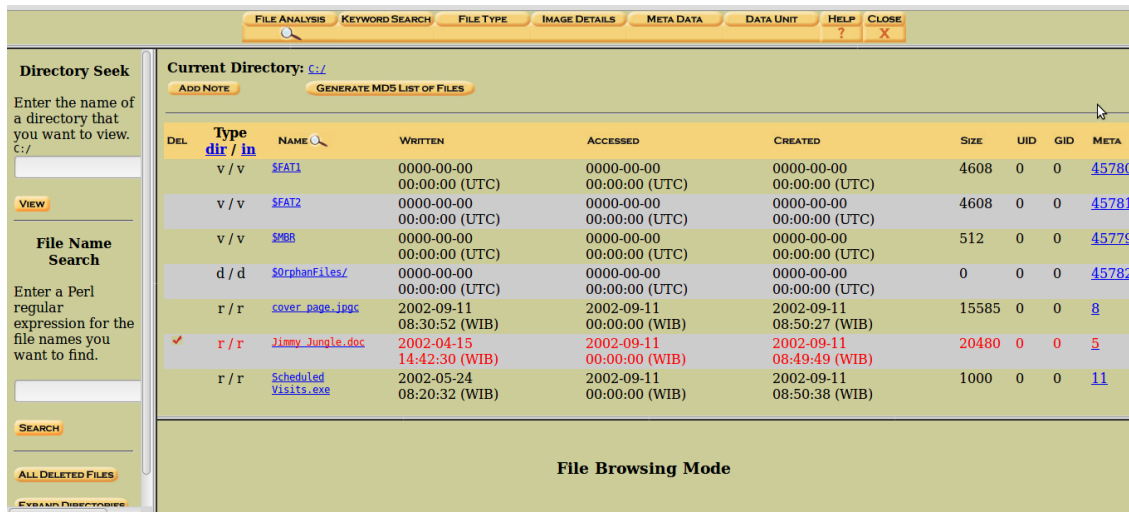 FILE ANALYSIS KEYWORD SEARCH FILE TYPE IMAGE DETAILS META DATA DATA UNIT HELP CLOSE
? X
Directory Seek
Enter the name of
a directory that
you want to view.
C:/
VIEW
File Name
Search
Enter a Perl
regular
expression for the
file names you
want to find.
SEARCH
ALL DELETED FILES
EXPAND DIRECTORIES
Current Directory: C:/
ADD NOTE GENERATE MD5 LIST OF FILES
DEL Type NAME WRITTEN ACCESSED CREATED SIZE UID GID META
dir / in
v / v $FAT1 0000-00-00 0000-00-00 0000-00-00 4608 0 0 45780
00:00:00 (UTC) 00:00:00 (UTC) 00:00:00 (UTC)
v / v $FAT2 0000-00-00 0000-00-00 0000-00-00 4608 0 0 45781
00:00:00 (UTC) 00:00:00 (UTC) 00:00:00 (UTC)
v / v $MBR 0000-00-00 0000-00-00 0000-00-00 512 0 0 45779
00:00:00 (UTC) 00:00:00 (UTC) 00:00:00 (UTC)
d / d $OrphanFiles/ 0000-00-00 0000-00-00 0000-00-00 0 0 0 45782
00:00:00 (UTC) 00:00:00 (UTC) 00:00:00 (UTC)
r / r cover page.jpgc 2002-09-11 2002-09-11 2002-09-11 15585 0 0 8
08:30:52 (WIB) 00:00:00 (WIB) 08:50:27 (WIB)
r / r Jimmy Jungle.doc 2002-04-15 2002-09-11 2002-09-11 20480 0 0 5
14:42:30 (WIB) 00:00:00 (WIB) 08:49:49 (WIB)
r / r Scheduled 2002-05-24 2002-09-11 2002-09-11 1000 0 0 11
Visits.exe 08:20:32 (WIB) 00:00:00 (WIB) 08:50:38 (WIB)
File Browsing Mode